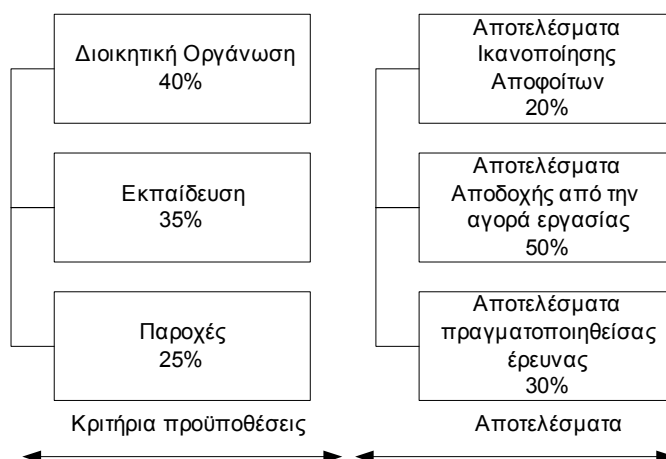 Διοικητική Οργάνωση
40%
Εκπαίδευση
35%
Παροχές
25%
Κριτήρια προϋποθέσεις
Αποτελέσματα
Ικανοποίησης
Αποφοίτων
20%
Αποτελέσματα
Αποδοχής από την
αγορά εργασίας
50%
Αποτελέσματα
πραγματοποιηθείσας
έρευνας
30%
Αποτελέσματα